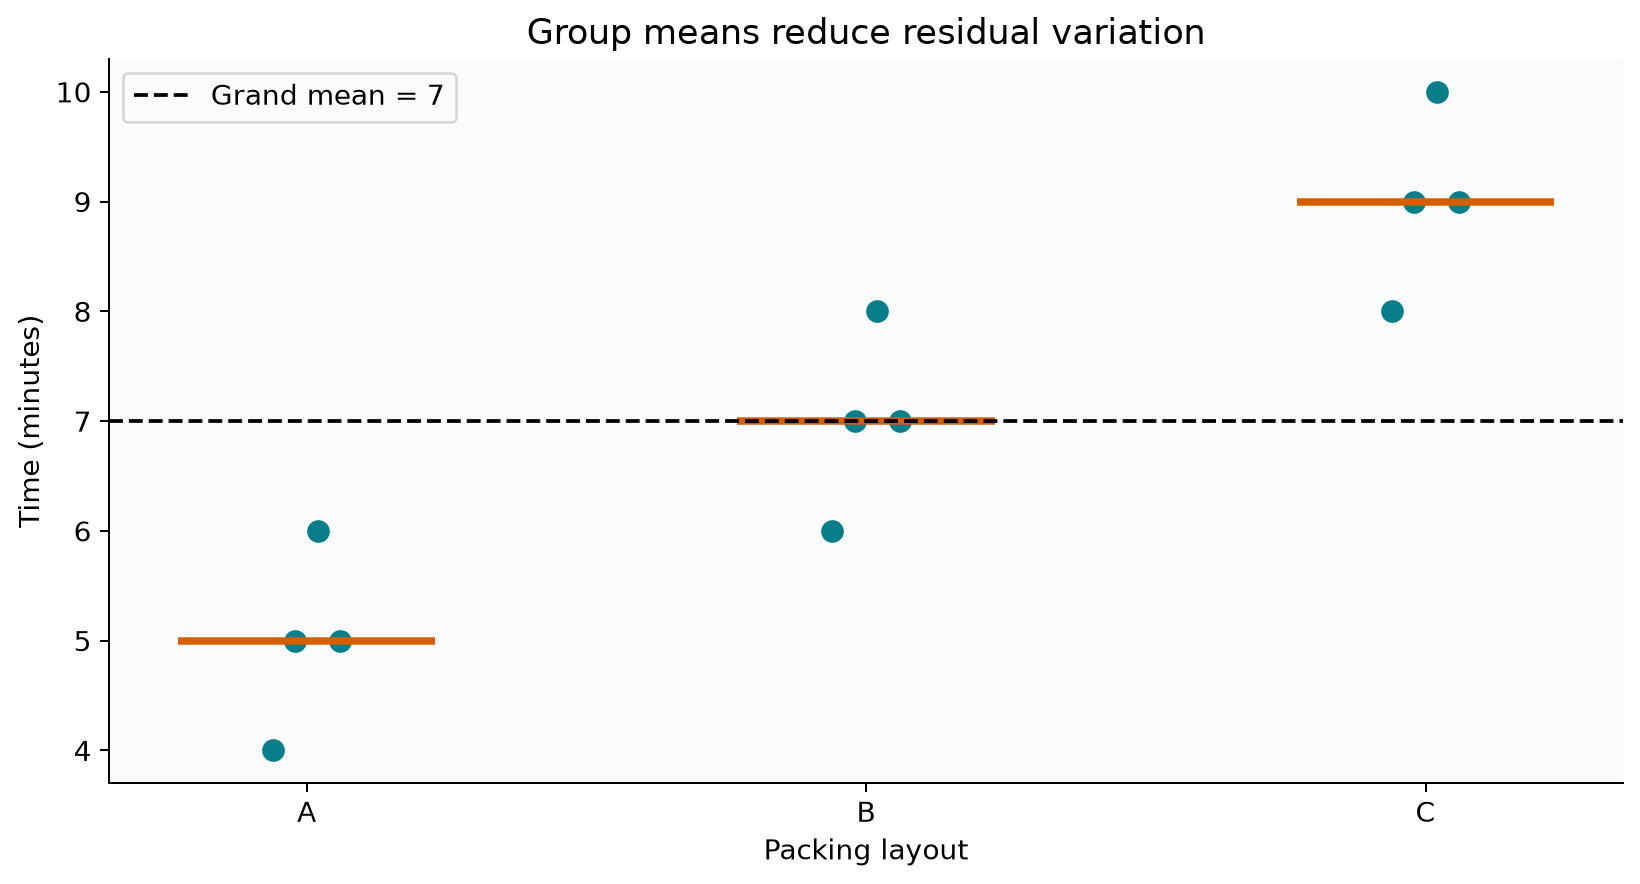 Group means reduce residual variation
Grand mean = 7
10
9
8
7
6
5
4
Time (minutes)
A
B
C
Packing layout